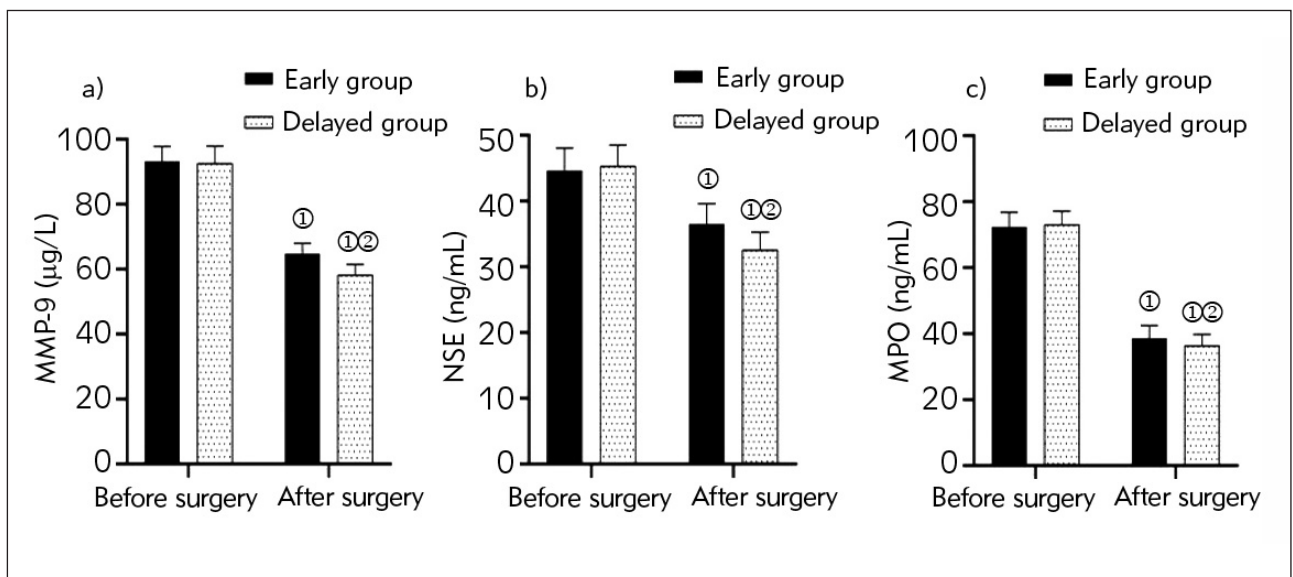 a)
Early group
Delayed group
MMP-9 (μg/L)
100
80
60
40
20
0
①
①②
Before surgery
After surgery
b)
Early group
Delayed group
NSE (ng/mL)
50
40
30
20
10
0
①
①②
Before surgery
After surgery
c)
Early group
Delayed group
MPO (ng/mL)
100
80
60
40
20
0
①
①②
Before surgery
After surgery